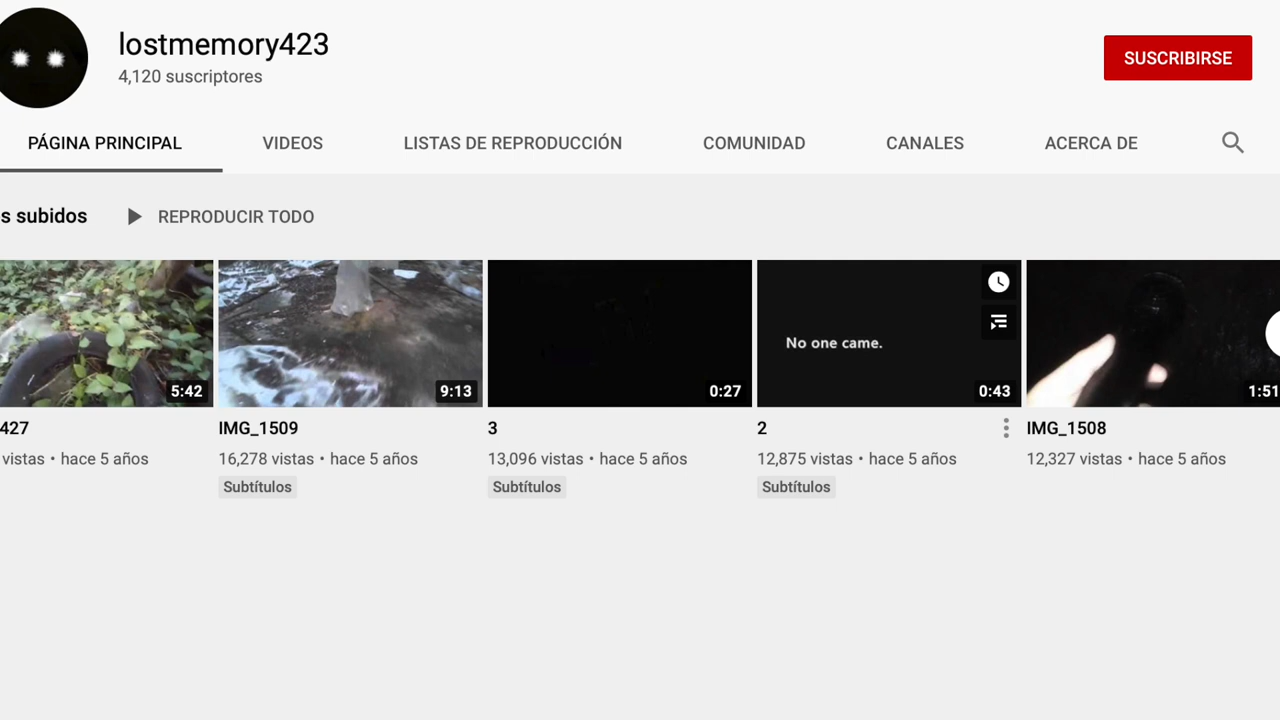 lostmemory423
4,120 suscriptores
SUSCRIBIRSE
PÁGINA PRINCIPAL VIDEOS LISTAS DE REPRODUCCIÓN COMUNIDAD CANALES ACERCA DE
s subidos REPRODUCIR TODO
No one came.
5:42 9:13 0:27 0:43 1:51
427 IMG_1509 3 2 IMG_1508
vistas • hace 5 años 16,278 vistas • hace 5 años 13,096 vistas • hace 5 años 12,875 vistas • hace 5 años 12,327 vistas • hace 5 años
Subtítulos Subtítulos Subtítulos